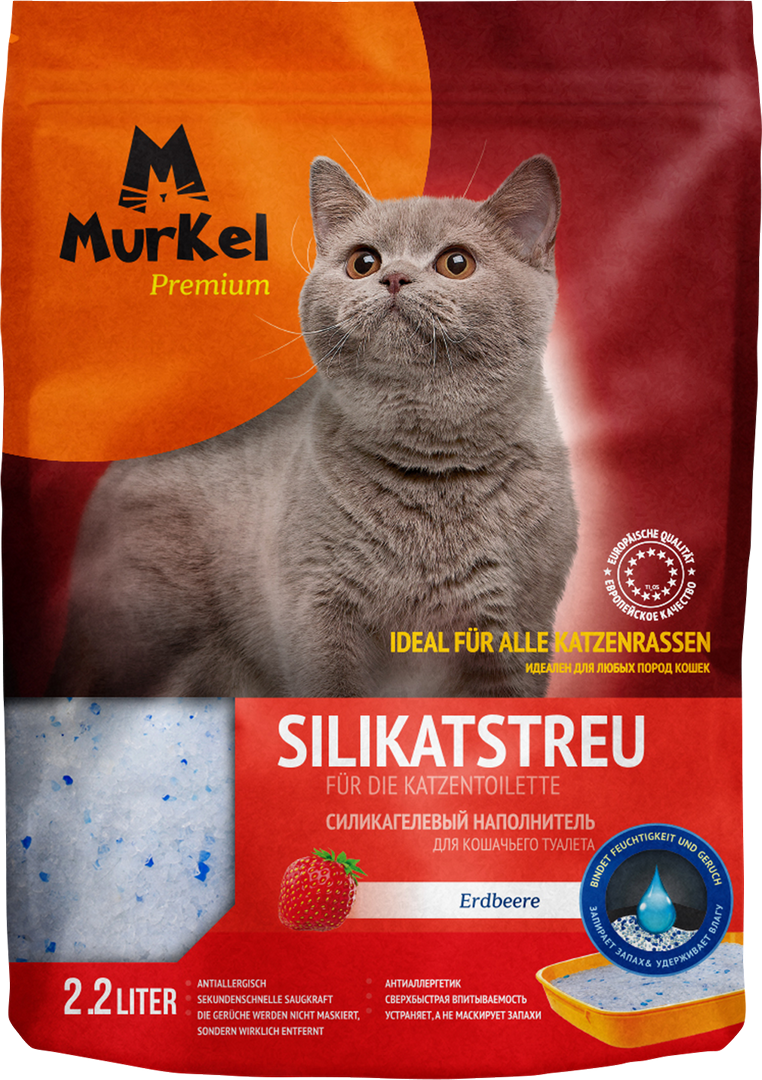 MurKel
Premium
EUROPÄISCHE QUALITÄT
11_05
ЕВРОПЕЙСКОЕ КАЧЕСТВО
IDEAL FÜR ALLE KATZENRASSEN
ИДЕАЛЕН ДЛЯ ЛЮБЫХ ПОРОД КОШЕК
SILIKATSTREU
FÜR DIE KATZENTOILETTE
СИЛИКАГЕЛЕВЫЙ НАПОЛНИТЕЛЬ
ДЛЯ КОШАЧЬЕГО ТУАЛЕТА
Erdbeere
BINDET FEUCHTIGKEIT UND GERUCH
ЗАПИРАЕТ ЗАПАХ & УДЕРЖИВАЕТ ВЛАГУ
2.2 LITER
ANTIALLERGISCH
SEKUNDENSCHNELLE SAUGKRAFT
DIE GERÜCHE WERDEN NICHT MASKIERT,
SONDERN WIRKLICH ENTFERNT
АНТИАЛЛЕРГЕТИК
СВЕРХБЫСТРАЯ ВПИТЫВАЕМОСТЬ
УСТРАНЯЕТ, А НЕ МАСКИРУЕТ ЗАПАХИ